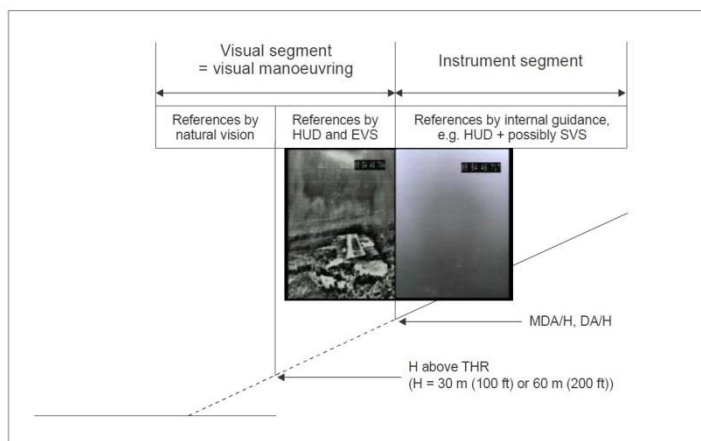 Visual segment
= visual manoeuvring
Instrument segment
References by
natural vision
References by
HUD and EVS
References by internal guidance,
e.g. HUD + possibly SVS
MDA/H, DA/H
H above THR
(H = 30 m (100 ft) or 60 m (200 ft))